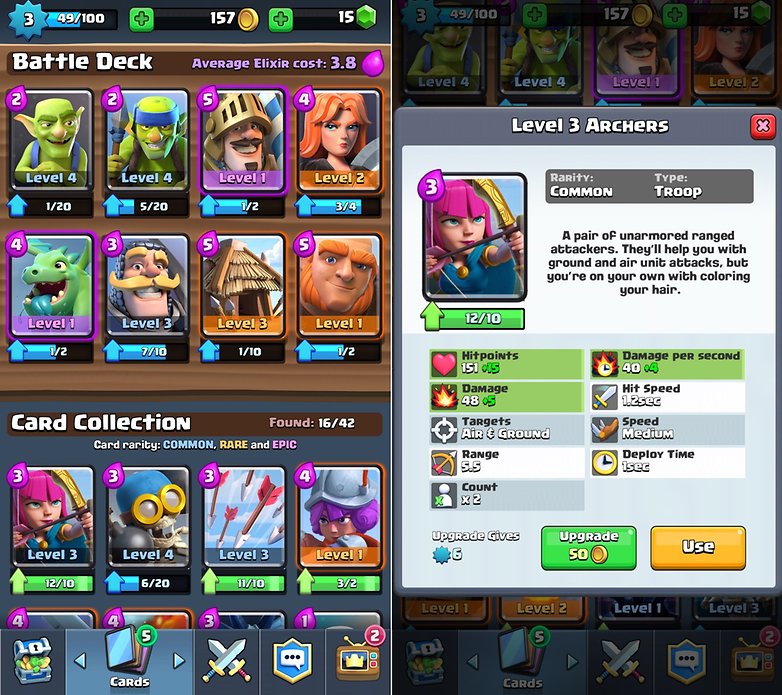 3 49/100 157 15
Battle Deck Average Elixir cost: 3.8
2 2 5 4
Level 4 Level 4 Level 1 Level 2
1/20 5/20 1/2 3/4
4 3 5 5
Level 1 Level 3 Level 3 Level 1
1/2 7/10 1/10 1/2
Card Collection Found: 16/42
Card rarity: COMMON, RARE and EPIC
3 3 3 4
Level 3 Level 4 Level 3 Level 1
12/10 6/20 11/10 3/2
4 4 3 1
5 2
Cards
3 49/100 157 15
Level 4 Level 4 Level 1 Level 2
Level 3 Archers
3
Rarity: Type:
Common Troop
A pair of unarmored ranged
attackers. They'll help you with
ground and air unit attacks, but
you're on your own with coloring
your hair.
12/10
Hitpoints Damage per second
151 +15 40 +4
Damage Hit Speed
48 +5 1.2sec
Targets Speed
Air & Ground Medium
Range Deploy Time
5.5 1sec
Count
x 2
Upgrade Gives Upgrade Use
6 50
Level 1 Level 2 Level 1 Level 3
5 2
Cards